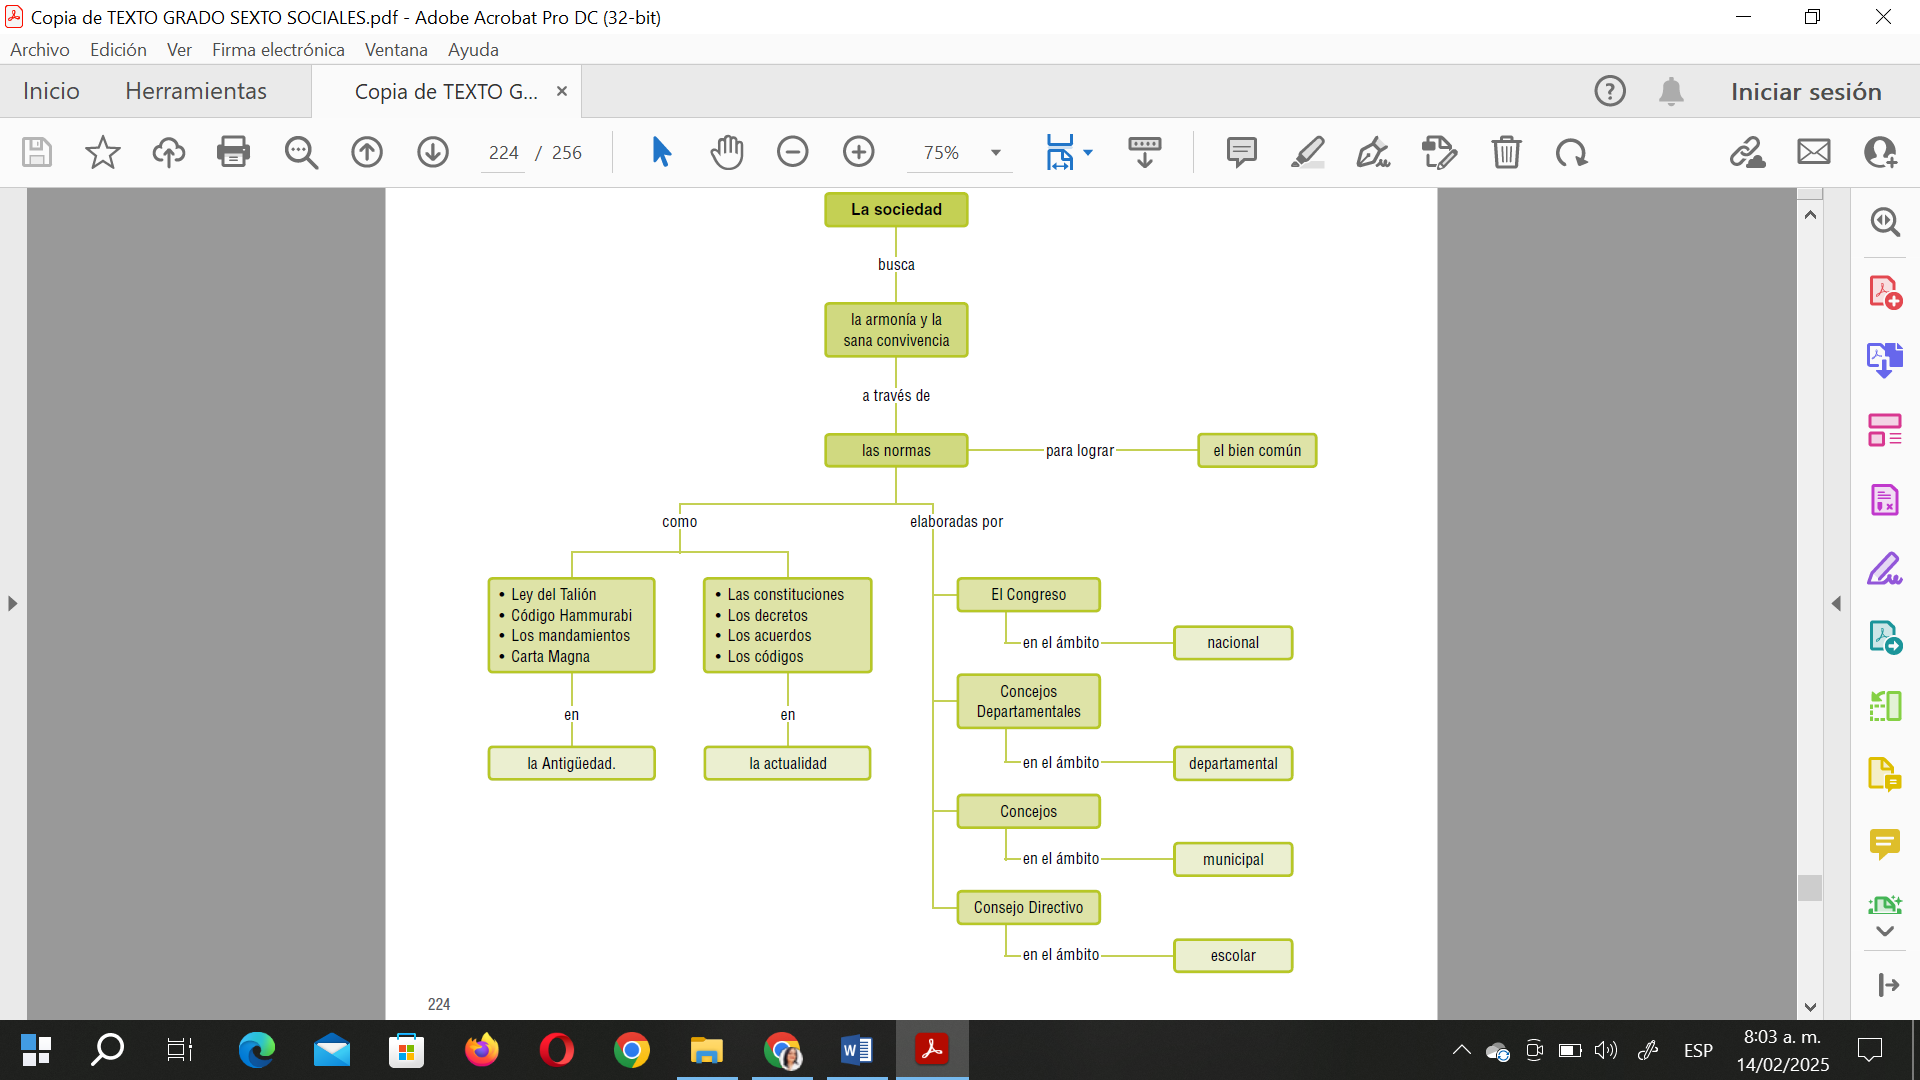 Copia de TEXTO GRADO SEXTO SOCIALES.pdf - Adobe Acrobat Pro DC (32-bit)
Archivo Edición Ver Firma electrónica Ventana Ayuda
Inicio Herramientas Copia de TEXTO G... × Iniciar sesión
224 / 256 75%
La sociedad
busca
la armonía y la
sana convivencia
a través de
las normas para lograr el bien común
como elaboradas por
• Ley del Talión
• Código Hammurabi
• Los mandamientos
• Carta Magna
• Las constituciones
• Los decretos
• Los acuerdos
• Los códigos
en
en
la Antigüedad.
la actualidad
El Congreso
en el ámbito nacional
Concejos
Departamentales
en el ámbito departamental
Concejos
en el ámbito municipal
Consejo Directivo
en el ámbito escolar
224
ESP
8:03 a. m.
14/02/2025